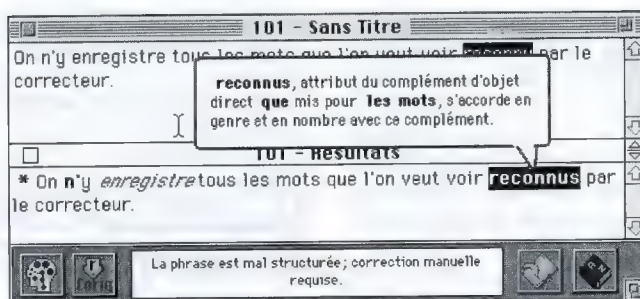 101 - Sans Titre
On n'y enregistre tous les mots que l'on veut voir reconnu par le
correcteur.
reconnus, attribut du complément d'objet
direct que mis pour les mots, s'accorde en
genre et en nombre avec ce complément.
101 - Résultats
* On n'y enregistre tous les mots que l'on veut voir reconnus par
le correcteur.
La phrase est mal structurée; correction manuelle
requise.